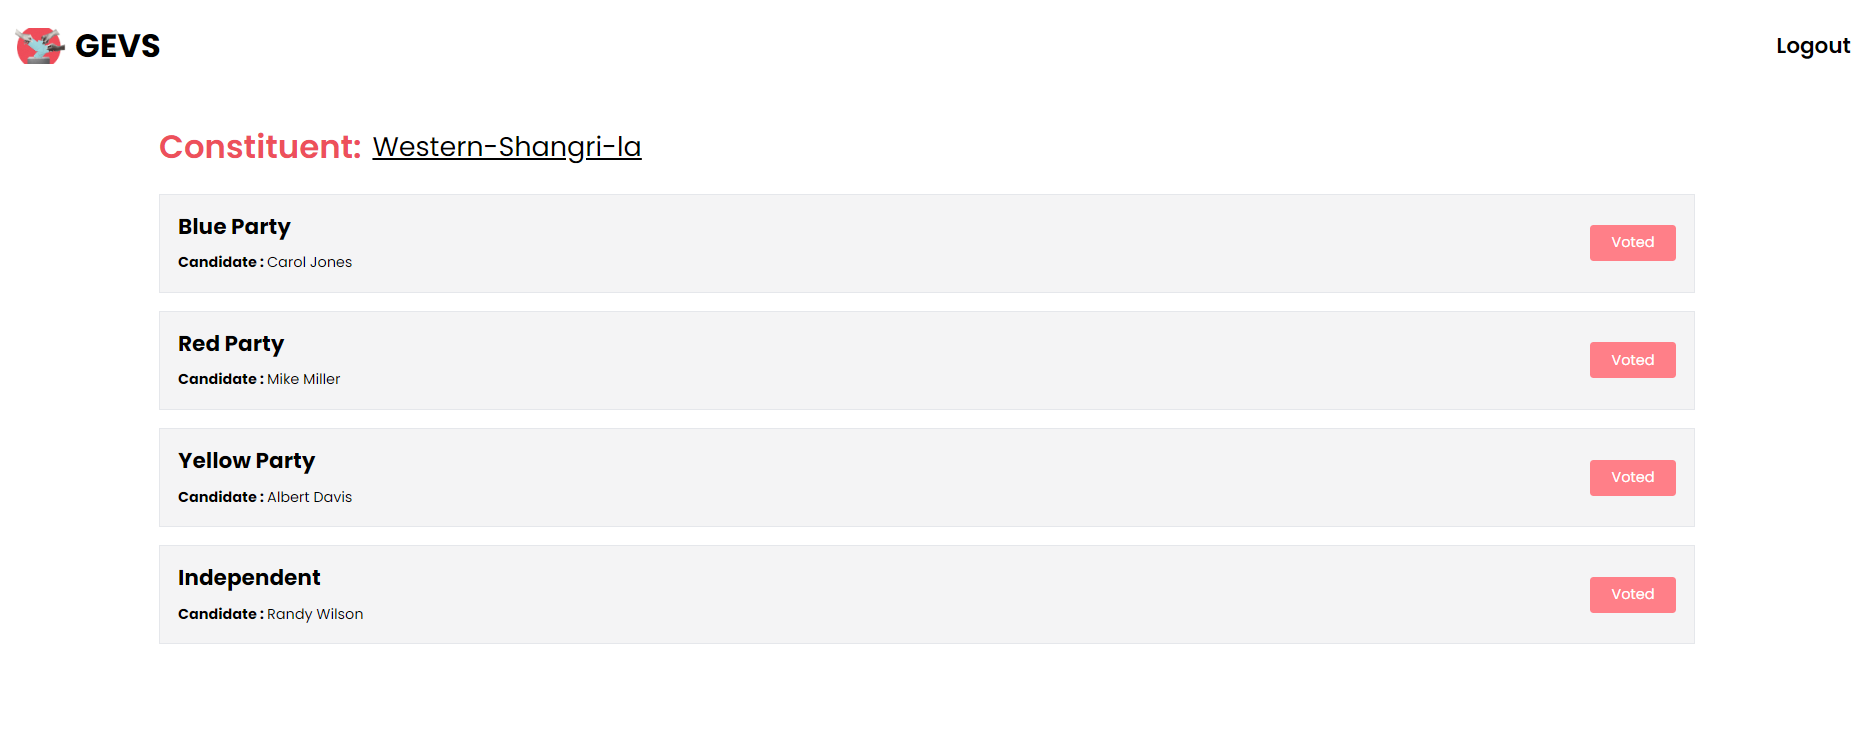 GEVS
Logout
Constituent: Western-Shangri-la
Blue Party
Candidate : Carol Jones
Voted
Red Party
Candidate : Mike Miller
Voted
Yellow Party
Candidate : Albert Davis
Voted
Independent
Candidate : Randy Wilson
Voted